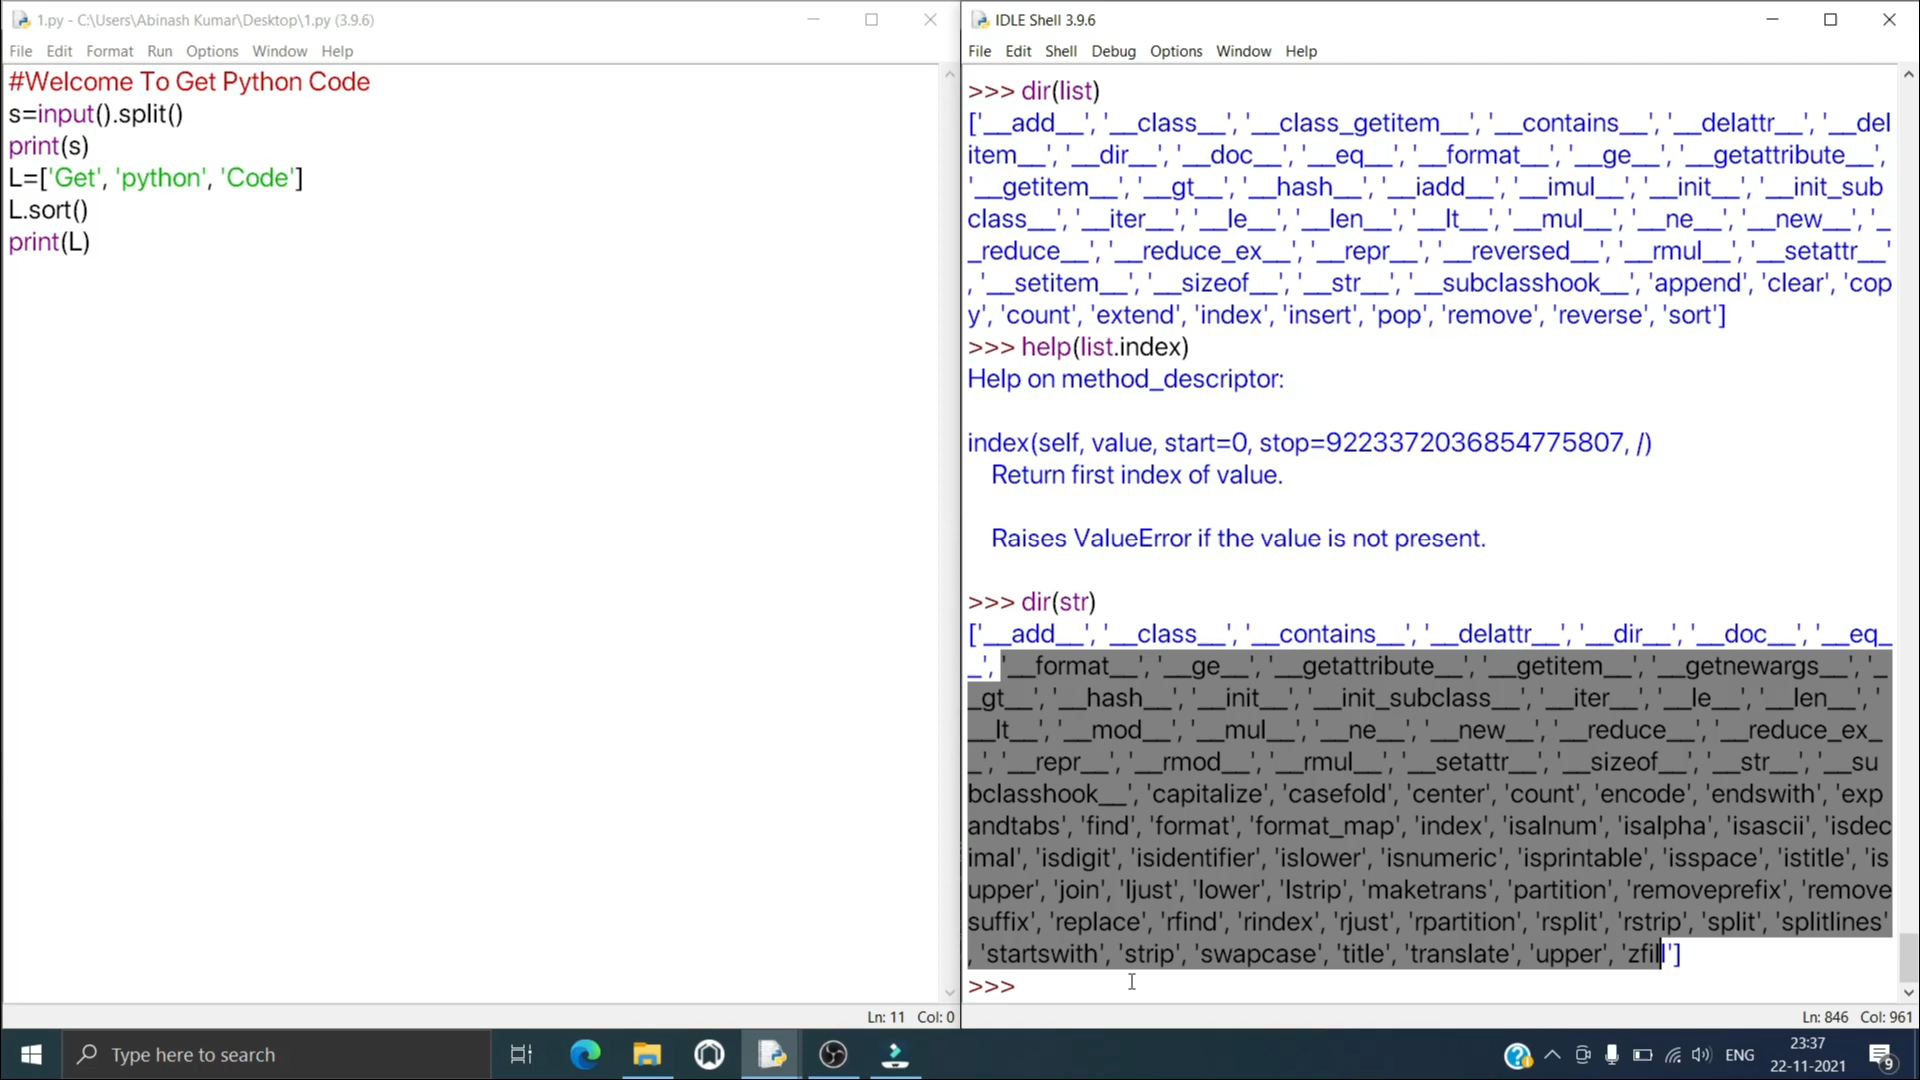 1.py - C:\Users\Abinash Kumar\Desktop\1.py (3.9.6)
File Edit Format Run Options Window Help
#Welcome To Get Python Code
s=input().split()
print(s)
L=['Get', 'python', 'Code']
L.sort()
print(L)
Ln: 11 Col: 0
IDLE Shell 3.9.6
File Edit Shell Debug Options Window Help
>>> dir(list)
['__add__', '__class__', '__class_getitem__', '__contains__', '__delattr__', '__del
item__', '__dir__', '__doc__', '__eq__', '__format__', '__ge__', '__getattribute__',
'__getitem__', '__gt__', '__hash__', '__iadd__', '__imul__', '__init__', '__init_sub
class__', '__iter__', '__le__', '__len__', '__lt__', '__mul__', '__ne__', '__new__', '_
_reduce__', '__reduce_ex__', '__repr__', '__reversed__', '__rmul__', '__setattr__'
, '__setitem__', '__sizeof__', '__str__', '__subclasshook__', 'append', 'clear', 'cop
y', 'count', 'extend', 'index', 'insert', 'pop', 'remove', 'reverse', 'sort']
>>> help(list.index)
Help on method_descriptor:
index(self, value, start=0, stop=9223372036854775807, /)
Return first index of value.
Raises ValueError if the value is not present.
>>> dir(str)
['__add__', '__class__', '__contains__', '__delattr__', '__dir__', '__doc__', '__eq_
_', '__format__', '__ge__', '__getattribute__', '__getitem__', '__getnewargs__', '_
_gt__', '__hash__', '__init__', '__init_subclass__', '__iter__', '__le__', '__len__', '
__lt__', '__mod__', '__mul__', '__ne__', '__new__', '__reduce__', '__reduce_ex_
_', '__repr__', '__rmod__', '__rmul__', '__setattr__', '__sizeof__', '__str__', '__su
bclasshook__', 'capitalize', 'casefold', 'center', 'count', 'encode', 'endswith', 'exp
andtabs', 'find', 'format', 'format_map', 'index', 'isalnum', 'isalpha', 'isascii', 'isdec
imal', 'isdigit', 'isidentifier', 'islower', 'isnumeric', 'isprintable', 'isspace', 'istitle', 'is
upper', 'join', 'ljust', 'lower', 'lstrip', 'maketrans', 'partition', 'removeprefix', 'remove
suffix', 'replace', 'rfind', 'rindex', 'rjust', 'rpartition', 'rsplit', 'rstrip', 'split', 'splitlines'
, 'startswith', 'strip', 'swapcase', 'title', 'translate', 'upper', 'zfill']
>>>
Ln: 846 Col: 961
Type here to search
ENG
23:37
22-11-2021
9